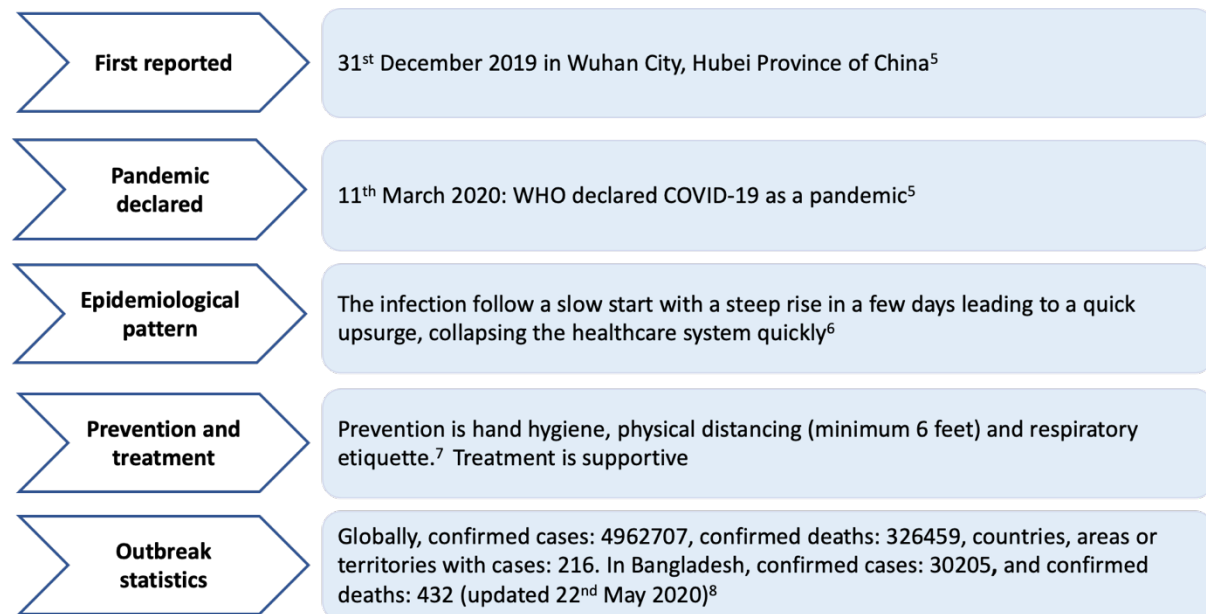 First reported
31st December 2019 in Wuhan City, Hubei Province of China5
Pandemic
declared
11th March 2020: WHO declared COVID-19 as a pandemic5
Epidemiological
pattern
The infection follow a slow start with a steep rise in a few days leading to a quick
upsurge, collapsing the healthcare system quickly6
Prevention and
treatment
Prevention is hand hygiene, physical distancing (minimum 6 feet) and respiratory
etiquette.7 Treatment is supportive
Outbreak
statistics
Globally, confirmed cases: 4962707, confirmed deaths: 326459, countries, areas or
territories with cases: 216. In Bangladesh, confirmed cases: 30205, and confirmed
deaths: 432 (updated 22nd May 2020)8